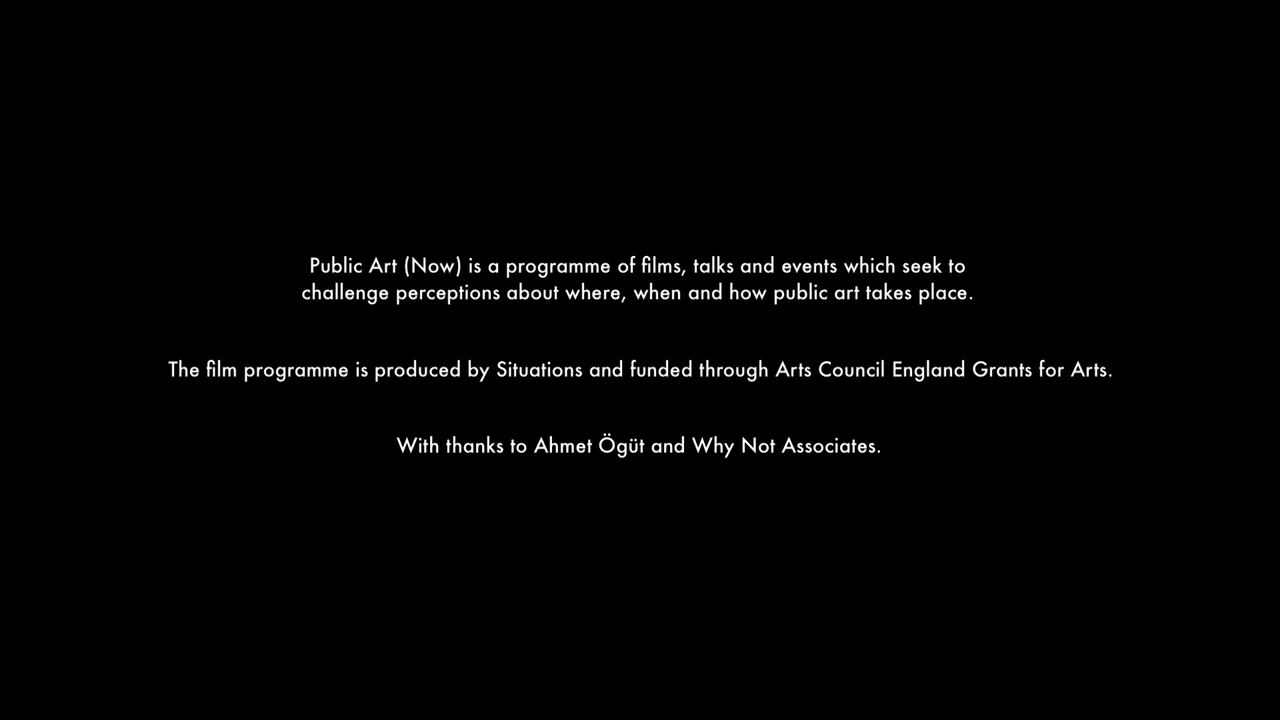 Public Art (Now) is a programme of films, talks and events which seek to
challenge perceptions about where, when and how public art takes place.
The film programme is produced by Situations and funded through Arts Council England Grants for Arts.
With thanks to Ahmet Ögüt and Why Not Associates.